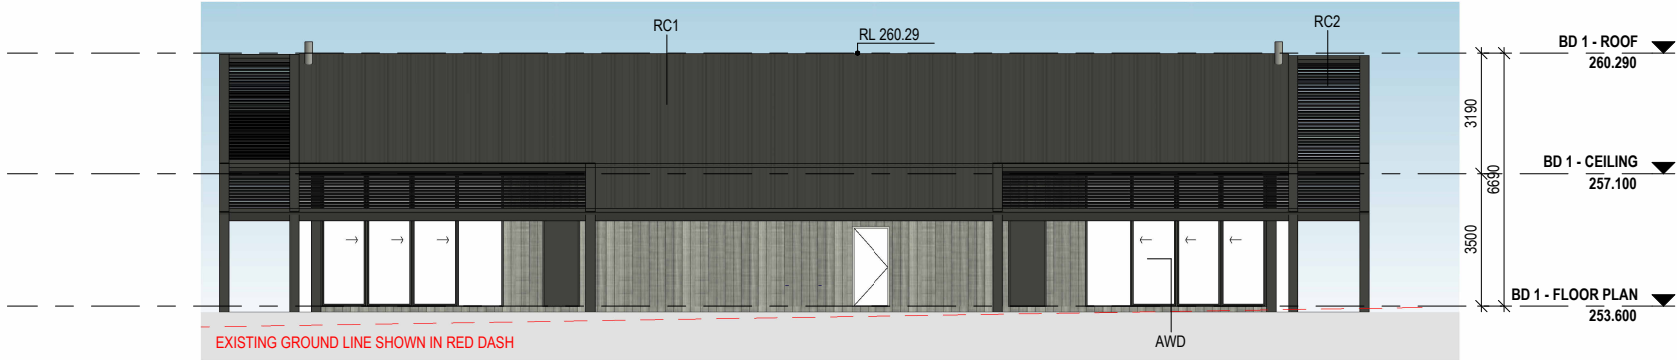 RC1
RL 260.29
RC2
BD 1 - ROOF
260.290
3190
BD 1 - CEILING
257.100
6690
3500
BD 1 - FLOOR PLAN
253.600
EXISTING GROUND LINE SHOWN IN RED DASH
AWD